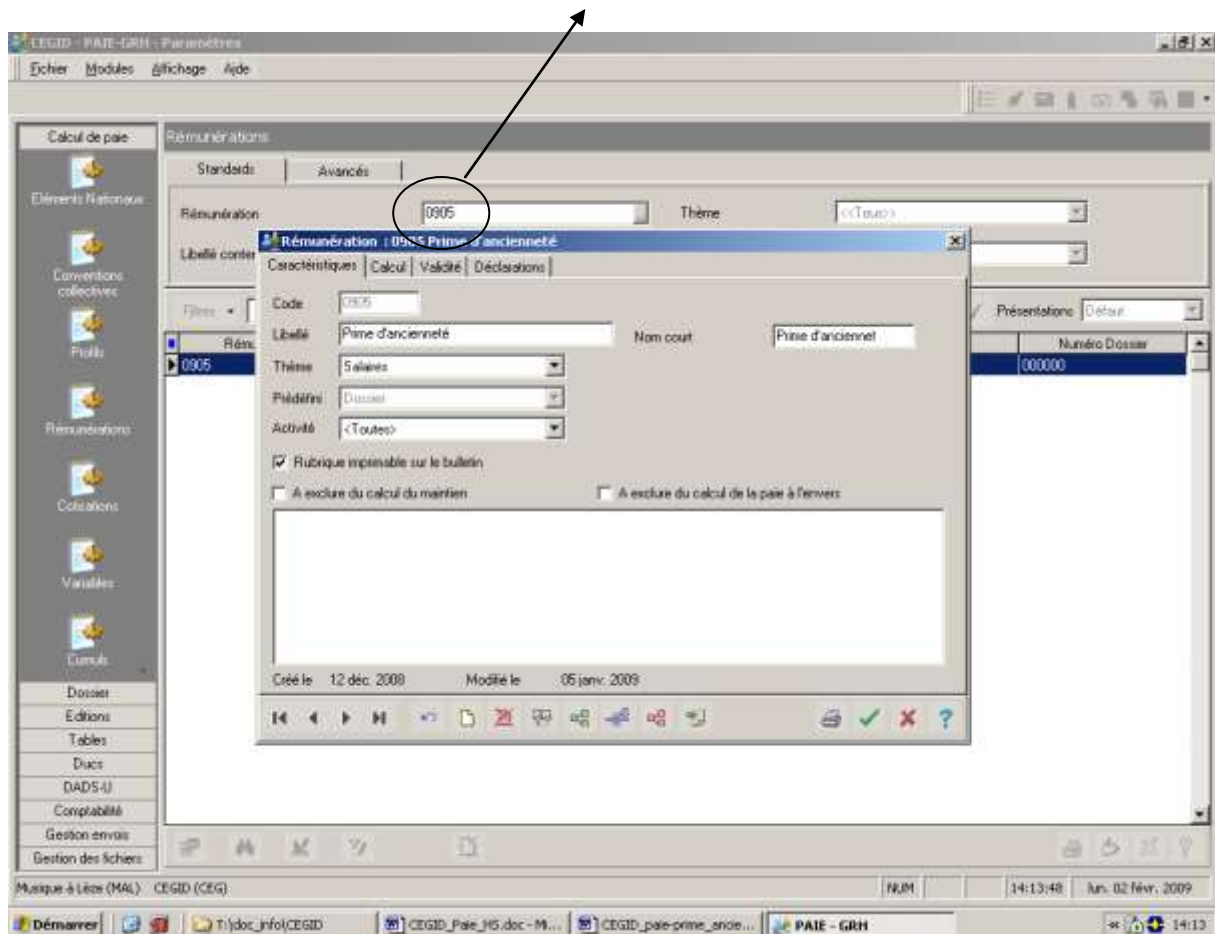 CEGID - PAIE-GRH - Paramètres
Fichier Modules Affichage Aide
Calcul de paie
Rémunérations
Standards Avancés
Eléments Nationaux
Rémunération 0905 Thème <<Tous>>
Rémunération : 0905 Prime d'ancienneté
Caractéristiques Calcul Validité Déclarations
Conventions collectives
Filtres
Présentations Défaut
Code 0905
Libellé Prime d'ancienneté Nom court Prime d'anciennet
Numéro Dossier
0905 000000
Profils
Thème Salaires
Prédéfini Dossier
Activité <Toutes>
Rémunérations
Rubrique imprimable sur le bulletin
A exclure du calcul du maintien A exclure du calcul de la paie à l'envers
Cotisations
Variables
Cumuls
Créé le 12 déc. 2008 Modifié le 05 janv. 2009
Dossier
Editions
Tables
Ducs
DADS-U
Comptabilité
Gestion envois
Gestion des fichiers
Musique à Lèze (MAL) CEGID (CEG) NUM 14:13:48 lun. 02 févr. 2009
Démarrer T:\doc_info\CEGID CEGID_Paie_HS.doc - M... CEGID_paie-prime_ancie... PAIE - GRH 14:13